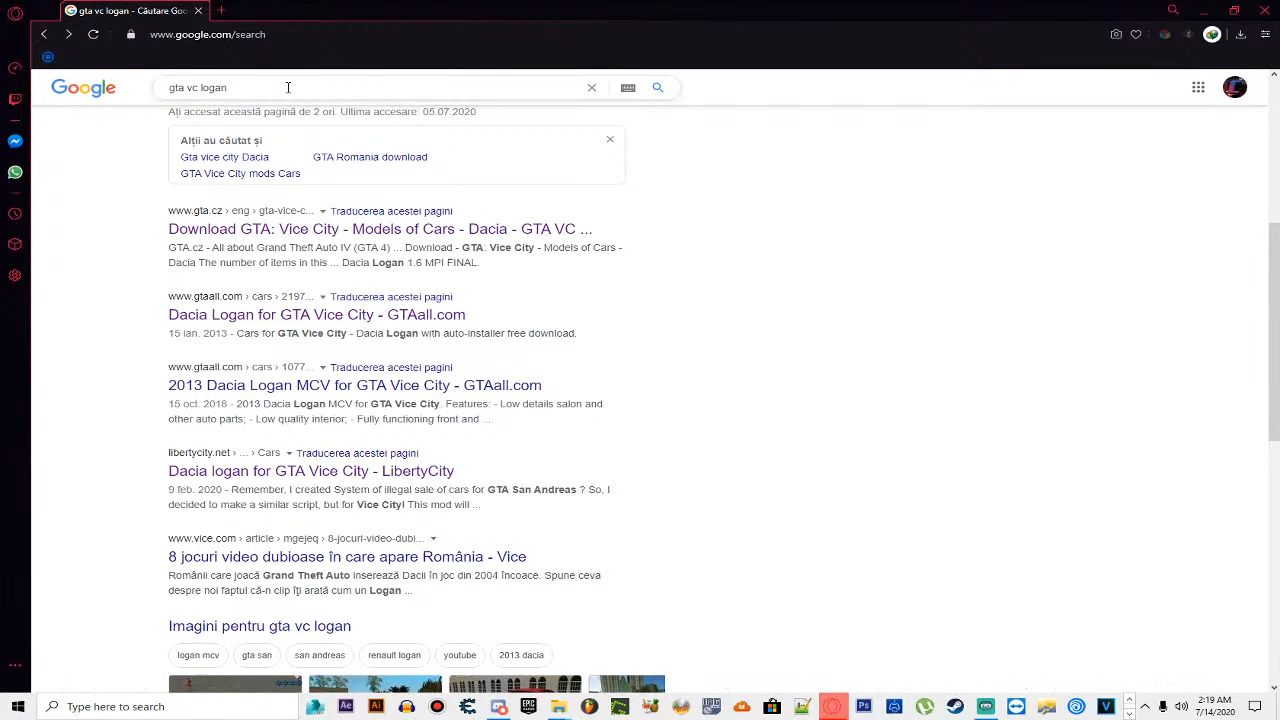 gta vc logan - Căutare Goo
www.google.com/search
Google
gta vc logan
Ați accesat această pagină de 2 ori. Ultima accesare: 05.07.2020
Alții au căutat și
Gta vice city Dacia
GTA Romania download
GTA Vice City mods Cars
www.gta.cz › eng › gta-vice-c...
Traducerea acestei pagini
Download GTA: Vice City - Models of Cars - Dacia - GTA VC ...
GTA.cz - All about Grand Theft Auto IV (GTA 4) ... Download - GTA: Vice City - Models of Cars -
Dacia The number of items in this ... Dacia Logan 1.6 MPI FINAL.
www.gtaall.com › cars › 2197...
Traducerea acestei pagini
Dacia Logan for GTA Vice City - GTAall.com
15 ian. 2013 - Cars for GTA Vice City - Dacia Logan with auto-installer free download.
www.gtaall.com › cars › 1077...
Traducerea acestei pagini
2013 Dacia Logan MCV for GTA Vice City - GTAall.com
15 oct. 2018 - 2013 Dacia Logan MCV for GTA Vice City. Features: - Low details salon and
other auto parts; - Low quality interior; - Fully functioning front and ...
libertycity.net › ... › Cars
Traducerea acestei pagini
Dacia logan for GTA Vice City - LibertyCity
9 feb. 2020 - Remember, I created System of illegal sale of cars for GTA San Andreas ? So, I
decided to make a similar script, but for Vice City! This mod will ...
www.vice.com › article › mgejeq › 8-jocuri-video-dubi...
8 jocuri video dubioase în care apare România - Vice
Românii care joacă Grand Theft Auto inserează Dacii în joc din 2004 încoace. Spune ceva
despre noi faptul că-n clip îți arată cum un Logan ...
Imagini pentru gta vc logan
logan mcv
gta san
san andreas
renault logan
youtube
2013 dacia
Type here to search
Ae
Ai
Ps
V
2:19 AM
7/14/2020